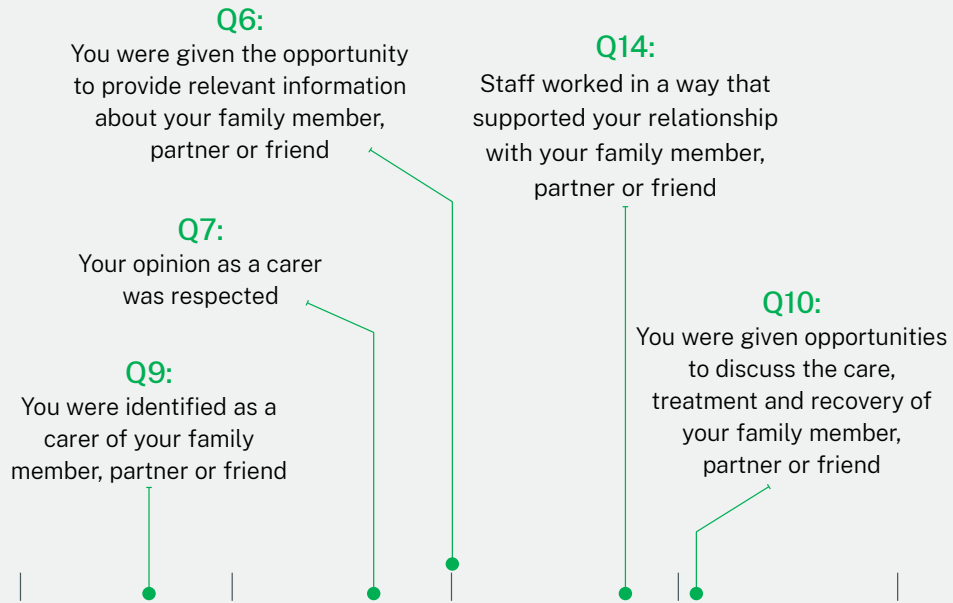 Q6:
You were given the opportunity
to provide relevant information
about your family member,
partner or friend
Q14:
Staff worked in a way that
supported your relationship
with your family member,
partner or friend
Q7:
Your opinion as a carer
was respected
Q10:
You were given opportunities
to discuss the care,
treatment and recovery of
your family member,
partner or friend
Q9:
You were identified as a
carer of your family
member, partner or friend